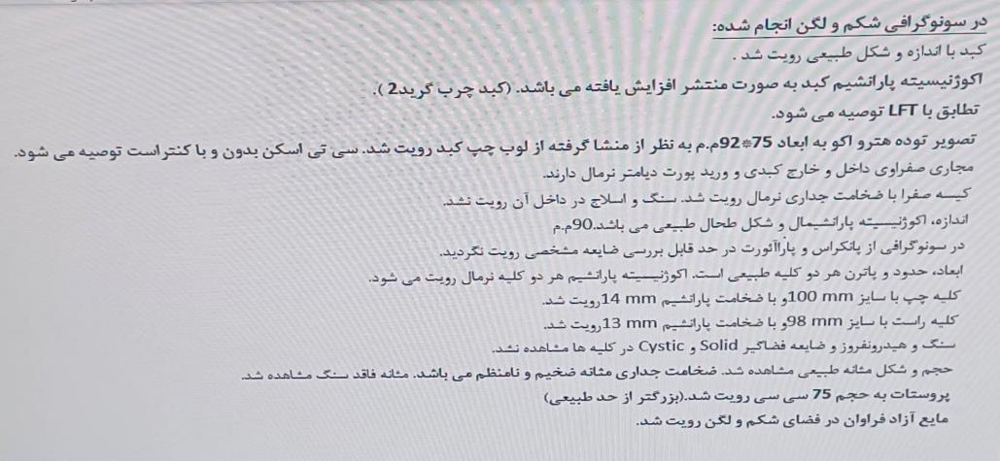 در سونوگرافی شکم و لگن انجام شده:
کبد با اندازه و شکل طبیعی رویت شد .
اکوژنیسیته پارانشیم کبد به صورت منتشر افزایش یافته می باشد. (کبد چرب گرید2 ).
تطابق با LFT توصیه می شود.
تصویر توده هترو اکو به ابعاد 75*92م.م به نظر از منشا گرفته از لوب چپ کبد رویت شد. سی تی اسکن بدون و با کنتراست توصیه می شود.
مجاری صفراوی داخل و خارج کبدی و ورید پورت دیامتر نرمال دارند.
کیسه صفرا با ضخامت جداری نرمال رویت شد. سنگ و اسلاج در داخل آن رویت نشد.
اندازه، اکوژنیسیته پارانشیمال و شکل طحال طبیعی می باشد.90م.م
در سونوگرافی از پانکراس و پاراآئورت در حد قابل بررسی ضایعه مشخصی رویت نگردید.
ابعاد، حدود و پاترن هر دو کلیه طبیعی است. اکوژنیسیته پارانشیم هر دو کلیه نرمال رویت می شود.
کلیه چپ با سایز 100 mm و با ضخامت پارانشیم 14 mm رویت شد.
کلیه راست با سایز 98 mm و با ضخامت پارانشیم 13 mm رویت شد.
سنگ و هیدرونفروز و ضایعه فضاگیر Solid و Cystic در کلیه ها مشاهده نشد.
حجم و شکل مثانه طبیعی مشاهده شد. ضخامت جداری مثانه ضخیم و نامنظم می باشد. مثانه فاقد سنگ مشاهده شد.
پروستات به حجم 75 سی سی رویت شد.(بزرگتر از حد طبیعی)
مایع آزاد فراوان در فضای شکم و لگن رویت شد.